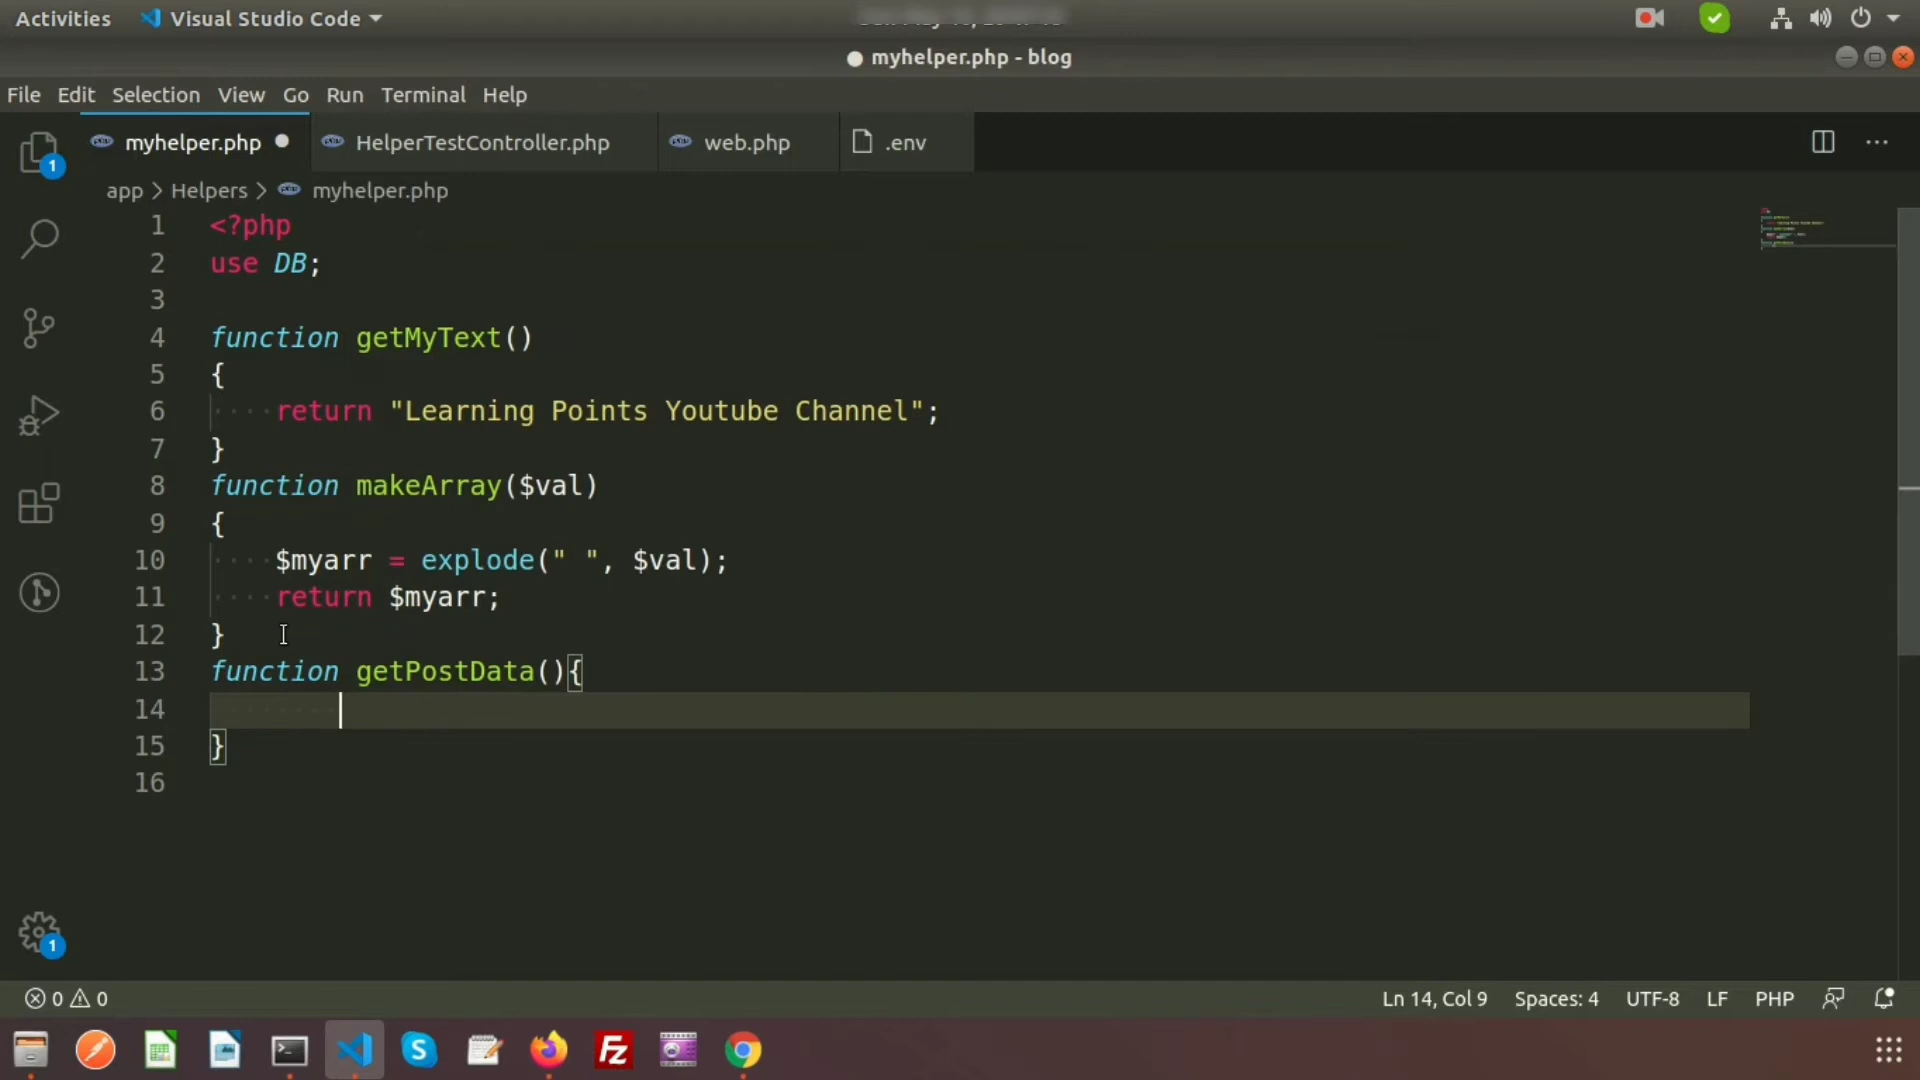 Activities Visual Studio Code
myhelper.php - blog
File Edit Selection View Go Run Terminal Help
myhelper.php HelperTestController.php web.php .env
1
app > Helpers > myhelper.php
1 <?php
2 use DB;
3
4 function getMyText()
5 {
6 return "Learning Points Youtube Channel";
7 }
8 function makeArray($val)
9 {
10 $myarr = explode(" ", $val);
11 return $myarr;
12 }
13 function getPostData(){
14
15 }
16
1
0 0 Ln 14, Col 9 Spaces: 4 UTF-8 LF PHP
S Fz